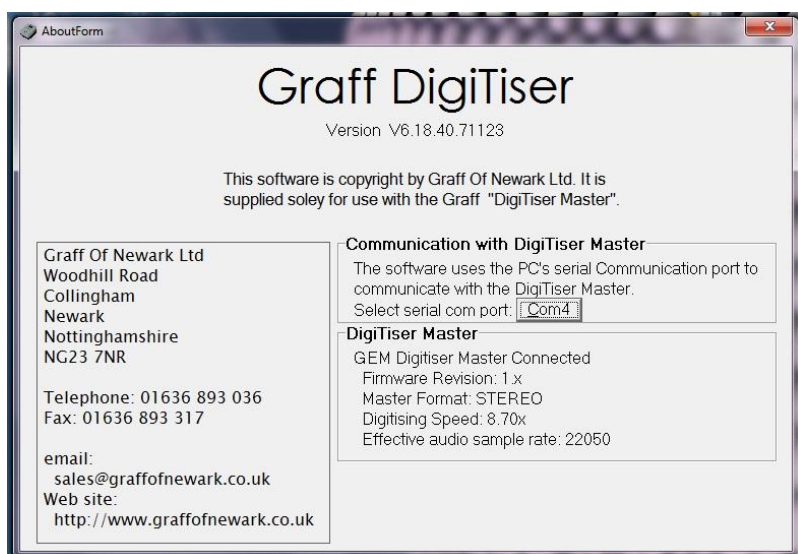 AboutForm
Graff DigiTiser
Version V6.18.40.71123
This software is copyright by Graff Of Newark Ltd. It is
supplied soley for use with the Graff "DigiTiser Master".
Graff Of Newark Ltd
Woodhill Road
Collingham
Newark
Nottinghamshire
NG23 7NR
Telephone: 01636 893 036
Fax: 01636 893 317
email:
sales@graffofnewark.co.uk
Web site:
http://www.graffofnewark.co.uk
Communication with DigiTiser Master
The software uses the PC's serial Communication port to
communicate with the DigiTiser Master.
Select serial com port: Com4
DigiTiser Master
GEM Digitiser Master Connected
Firmware Revision: 1.x
Master Format: STEREO
Digitising Speed: 8.70x
Effective audio sample rate: 22050